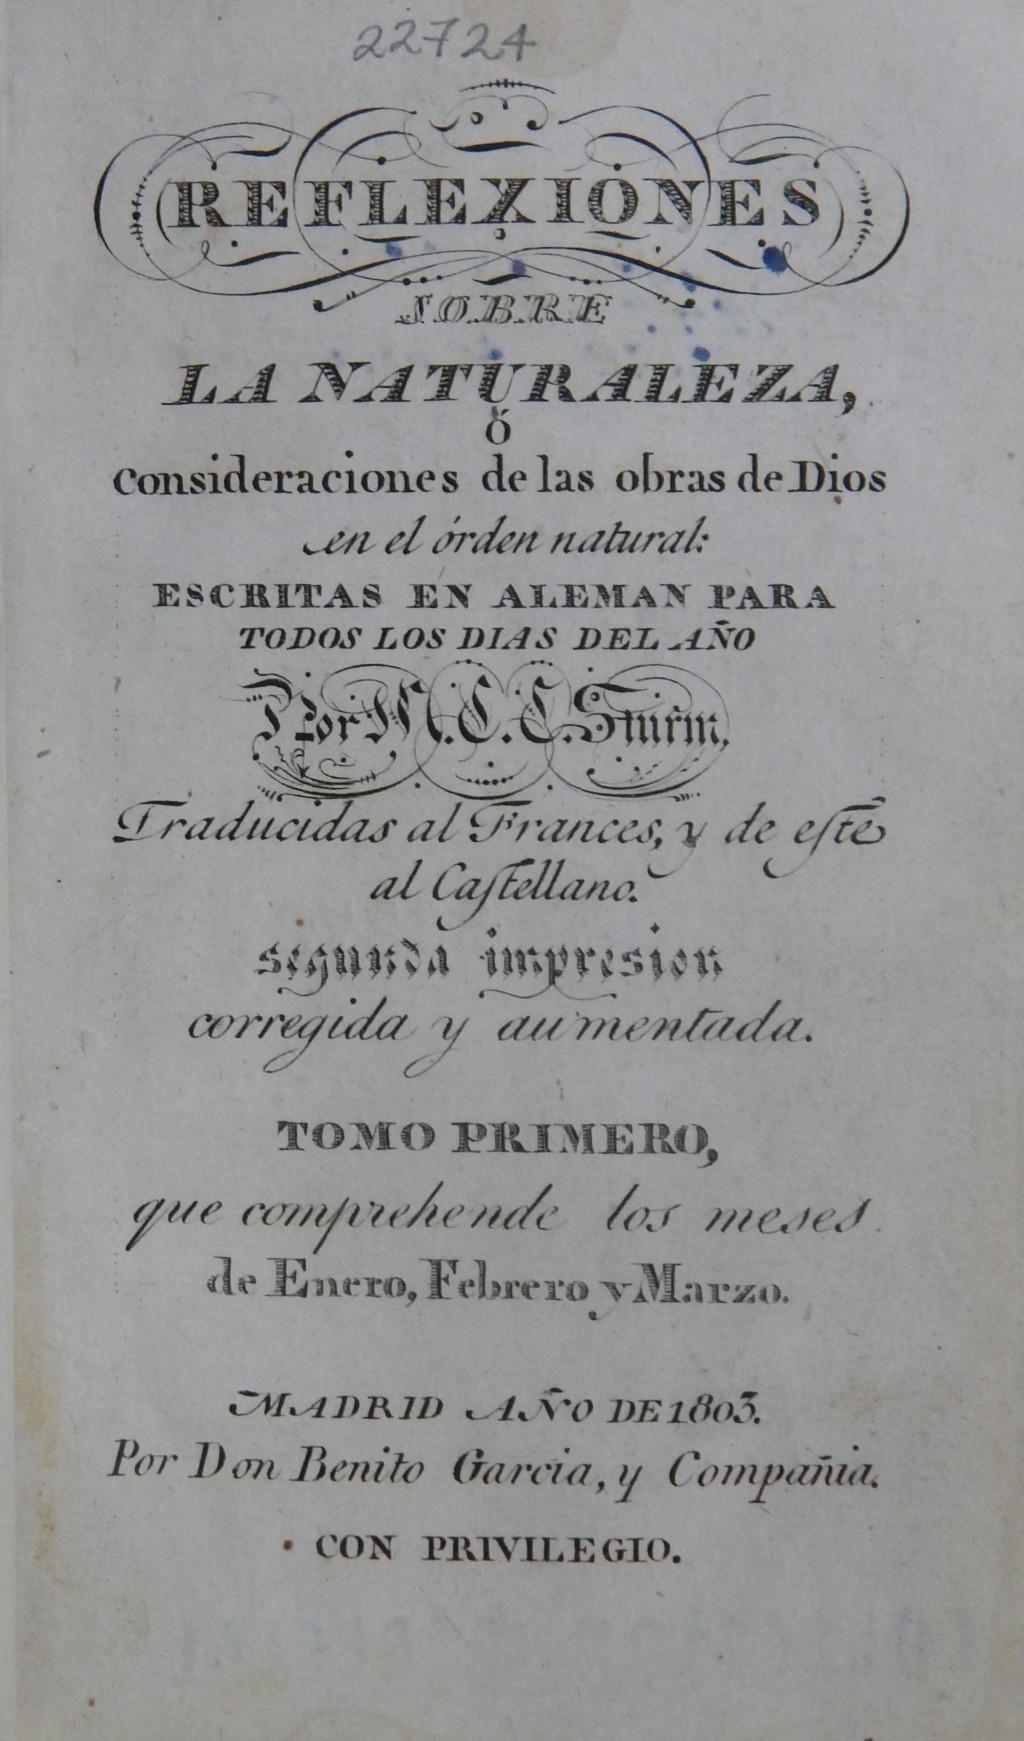 22724
REFLEXIONES
SOBRE
LA NATURALEZA,
Ó
Consideraciones de las obras de Dios
en el órden natural:
ESCRITAS EN ALEMAN PARA
TODOS LOS DIAS DEL AÑO
Por M. C. C. Sturm,
Traducidas al Frances, y de este
al Castellano.
segunda impresion
corregida y aumentada.
TOMO PRIMERO,
que comprehende los meses
de Enero, Febrero y Marzo.
MADRID AÑO DE 1803.
Por Don Benito Garcia, y Compañia.
CON PRIVILEGIO.